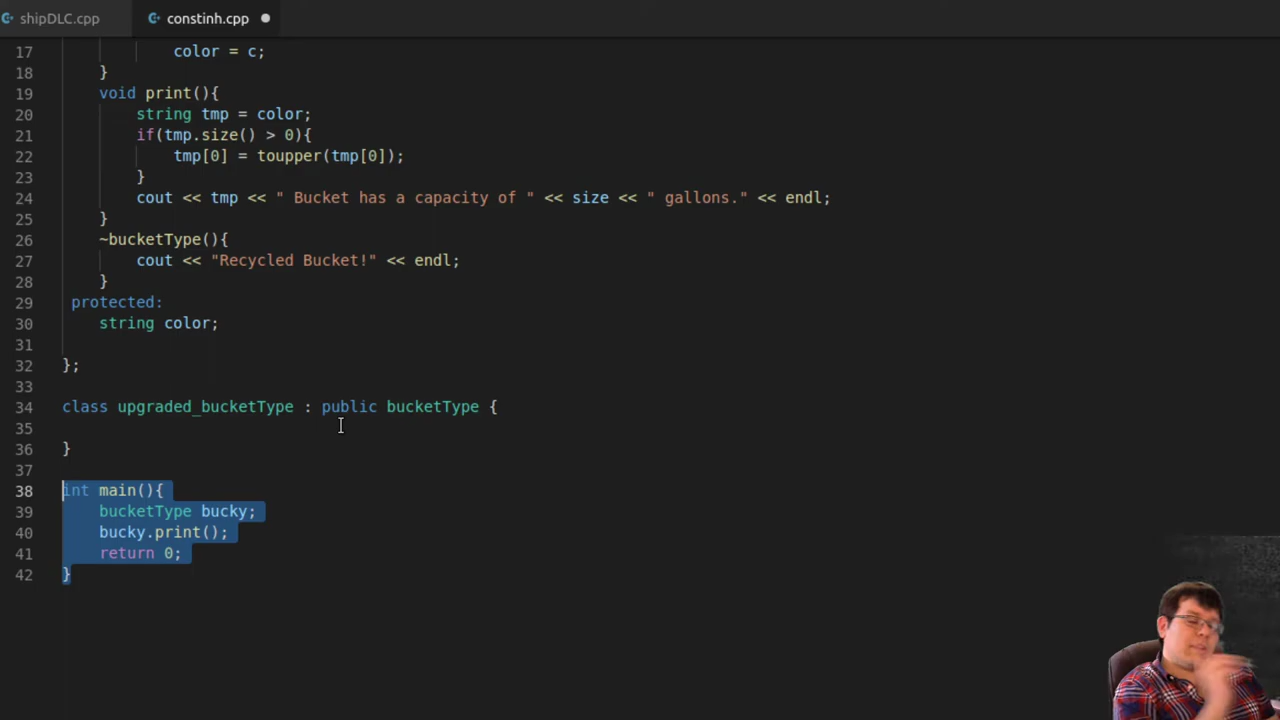 shipDLC.cpp
constinh.cpp
17 color = c;
18 }
19 void print(){
20 string tmp = color;
21 if(tmp.size() > 0){
22 tmp[0] = toupper(tmp[0]);
23 }
24 cout << tmp << " Bucket has a capacity of " << size << " gallons." << endl;
25 }
26 ~bucketType(){
27 cout << "Recycled Bucket!" << endl;
28 }
29 protected:
30 string color;
31
32 };
33
34 class upgraded_bucketType : public bucketType {
35
36 }
37
38 int main(){
39 bucketType bucky;
40 bucky.print();
41 return 0;
42 }